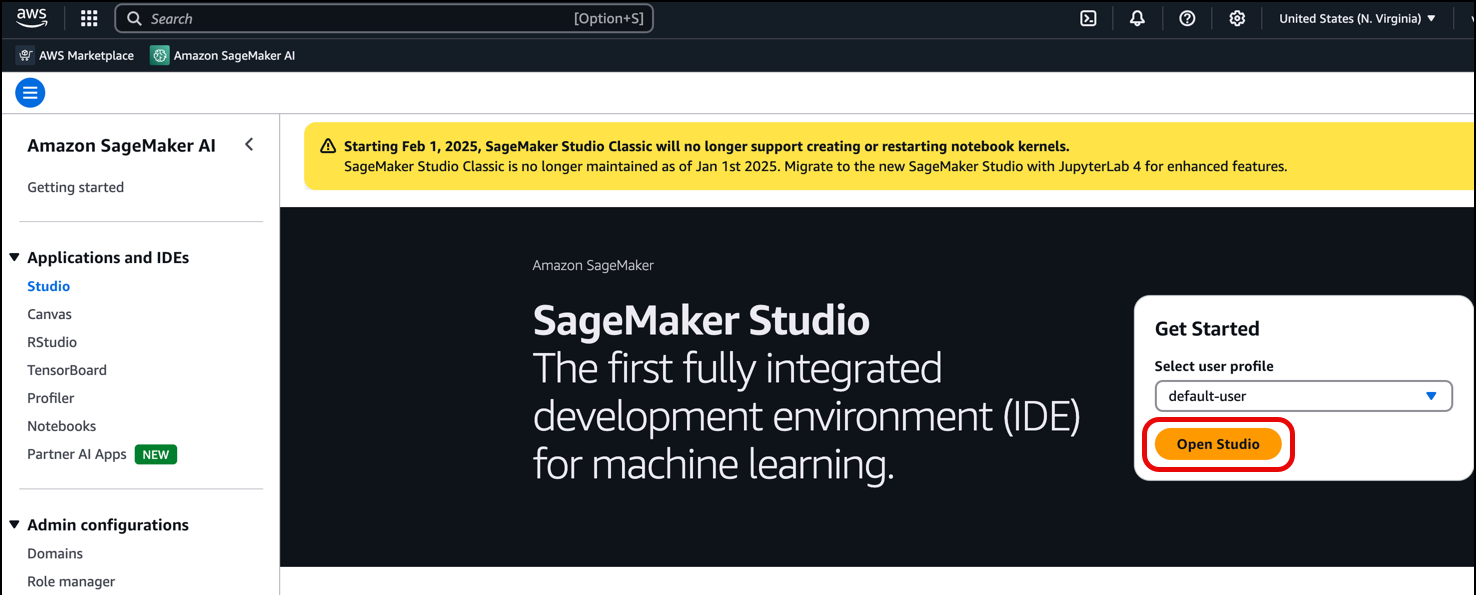 aws
Search [Option+S]
United States (N. Virginia)
AWS Marketplace
Amazon SageMaker AI
Amazon SageMaker AI
Getting started
Applications and IDEs
Studio
Canvas
RStudio
TensorBoard
Profiler
Notebooks
Partner AI Apps NEW
Admin configurations
Domains
Role manager
Starting Feb 1, 2025, SageMaker Studio Classic will no longer support creating or restarting notebook kernels.
SageMaker Studio Classic is no longer maintained as of Jan 1st 2025. Migrate to the new SageMaker Studio with JupyterLab 4 for enhanced features.
Amazon SageMaker
SageMaker Studio
The first fully integrated
development environment (IDE)
for machine learning.
Get Started
Select user profile
default-user
Open Studio